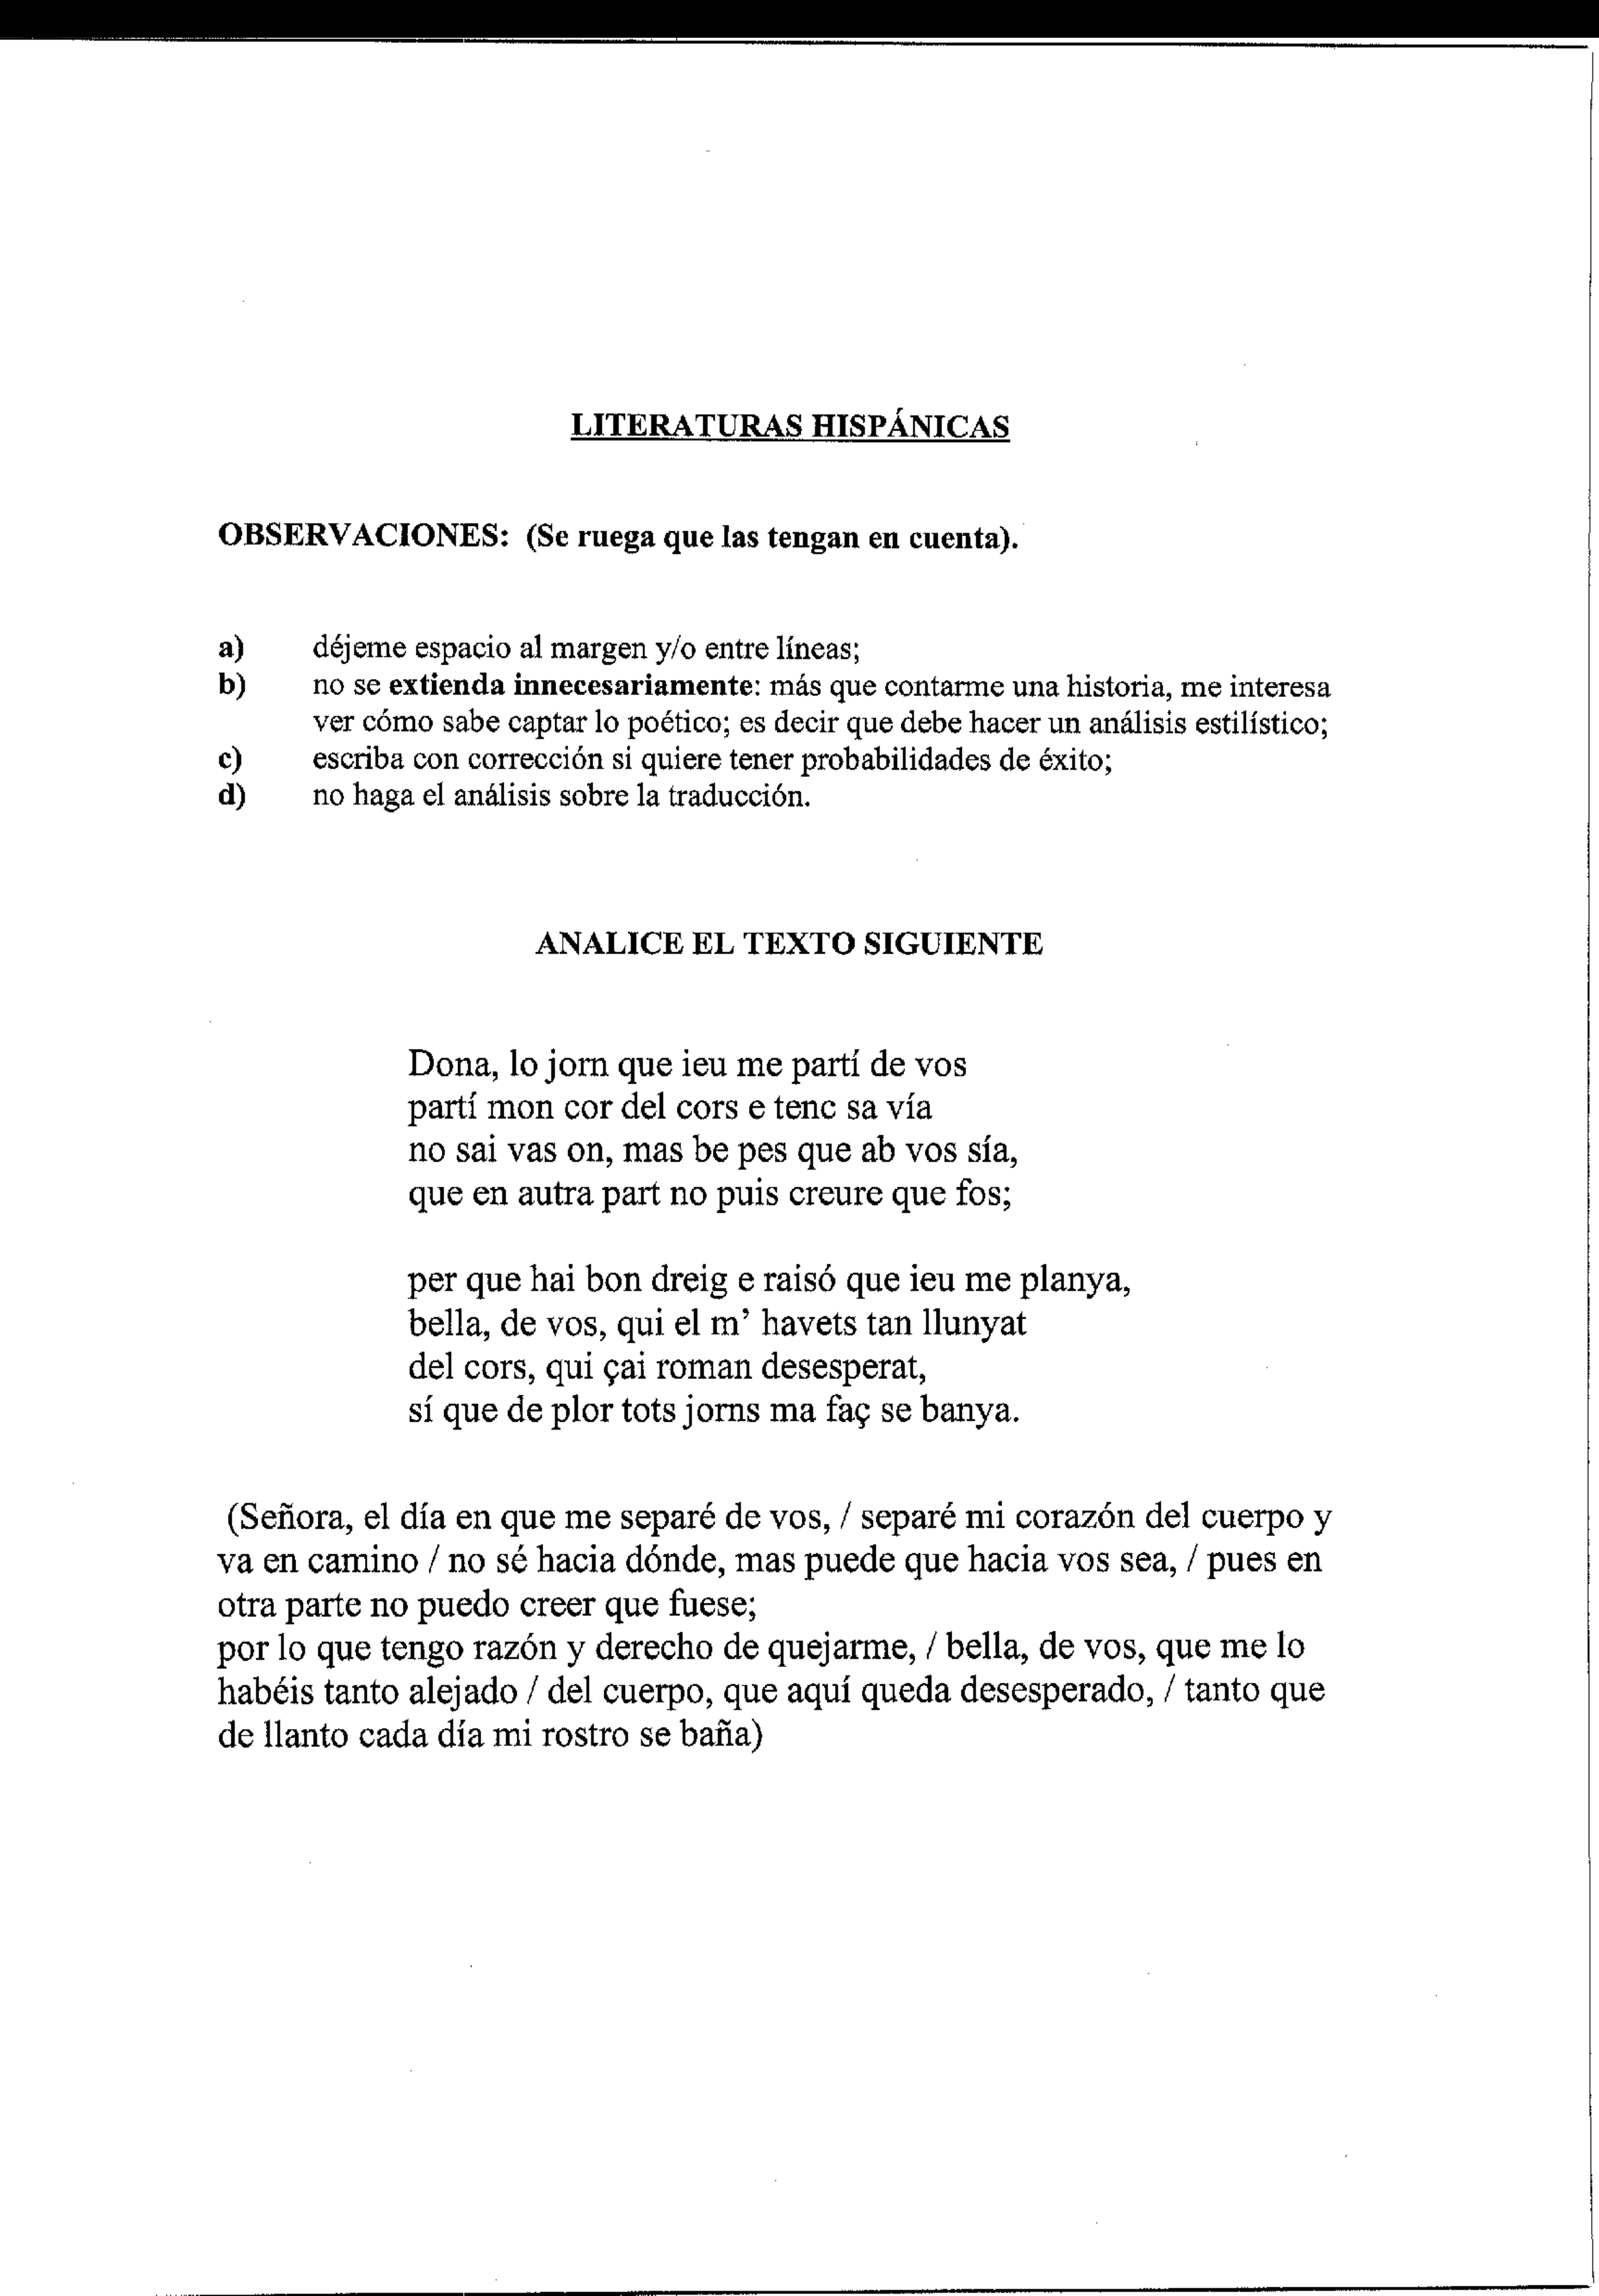 LITERATURAS HISPÁNICAS
OBSERVACIONES: (Se ruega que las tengan en cuenta).
a) déjeme espacio al margen y/o entre líneas;
b) no se extienda innecesariamente: más que contarme una historia, me interesa
ver cómo sabe captar lo poético; es decir que debe hacer un análisis estilístico;
c) escriba con corrección si quiere tener probabilidades de éxito;
d) no haga el análisis sobre la traducción.
ANALICE EL TEXTO SIGUIENTE
Dona, lo jorn que ieu me partí de vos
partí mon cor del cors e tenc sa vía
no sai vas on, mas be pes que ab vos sía,
que en autra part no puis creure que fos;
per que hai bon dreig e raisó que ieu me planya,
bella, de vos, qui el m' havets tan llunyat
del cors, qui çai roman desesperat,
sí que de plor tots jorns ma faç se banya.
(Señora, el día en que me separé de vos, / separé mi corazón del cuerpo y
va en camino / no sé hacia dónde, mas puede que hacia vos sea, / pues en
otra parte no puedo creer que fuese;
por lo que tengo razón y derecho de quejarme, / bella, de vos, que me lo
habéis tanto alejado / del cuerpo, que aquí queda desesperado, / tanto que
de llanto cada día mi rostro se baña)